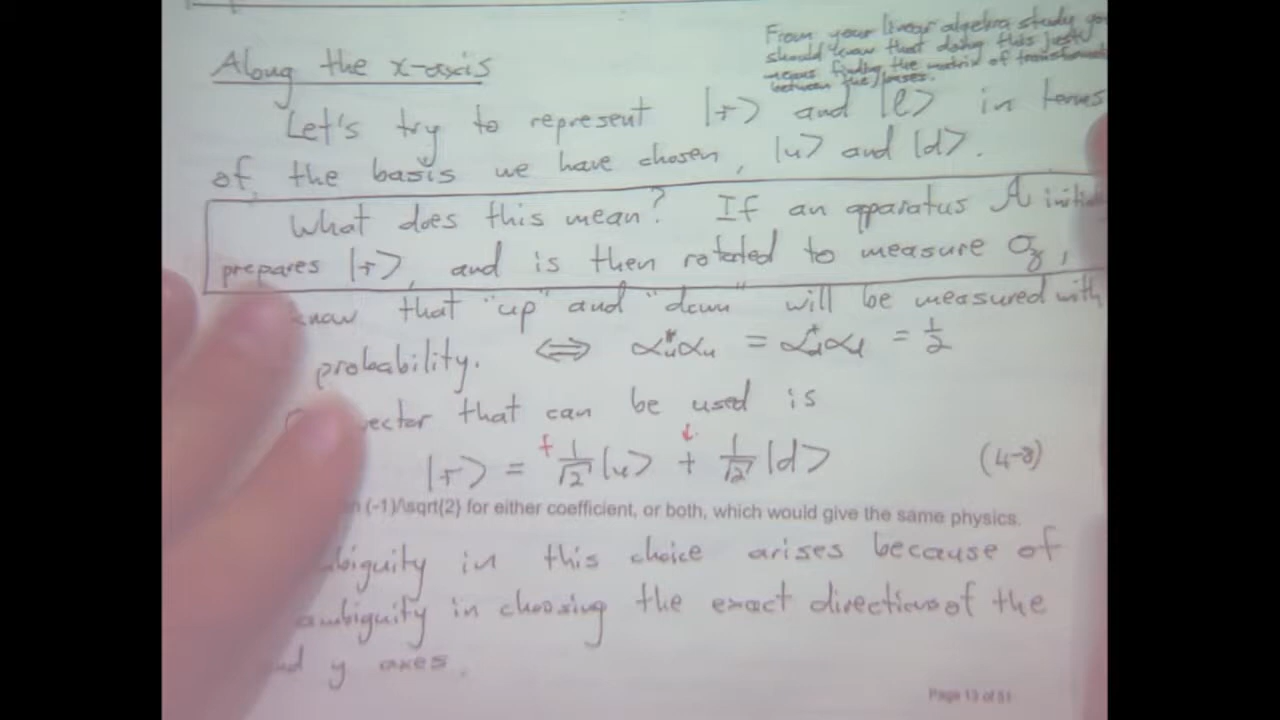 From your linear algebra study you
should know that doing this just
means finding the matrix of transformation
between the bases.
Along the x-axis
Let's try to represent |r> and |l> in terms
of the basis we have chosen, |u> and |d>.
What does this mean? If an apparatus A
prepares |r>, and is then rotated to measure σz,
know that "up" and "down" will be measured with
probability. ⟺ αu*αu = αd*αd = 1/2
vector that can be used is
|r> = + 1/√2 |u> + 1/√2 |d> (4-8)
(-1)/\sqrt{2} for either coefficient, or both, which would give the same physics.
in this choice arises because of
ambiguity in choosing the exact directions of the
y axes.
Page 13 of 51